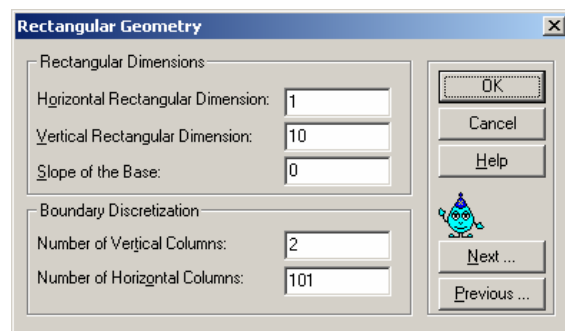 Rectangular Geometry
Rectangular Dimensions
Horizontal Rectangular Dimension: 1
Vertical Rectangular Dimension: 10
Slope of the Base: 0
Boundary Discretization
Number of Vertical Columns: 2
Number of Horizontal Columns: 101
OK
Cancel
Help
Next ...
Previous ...